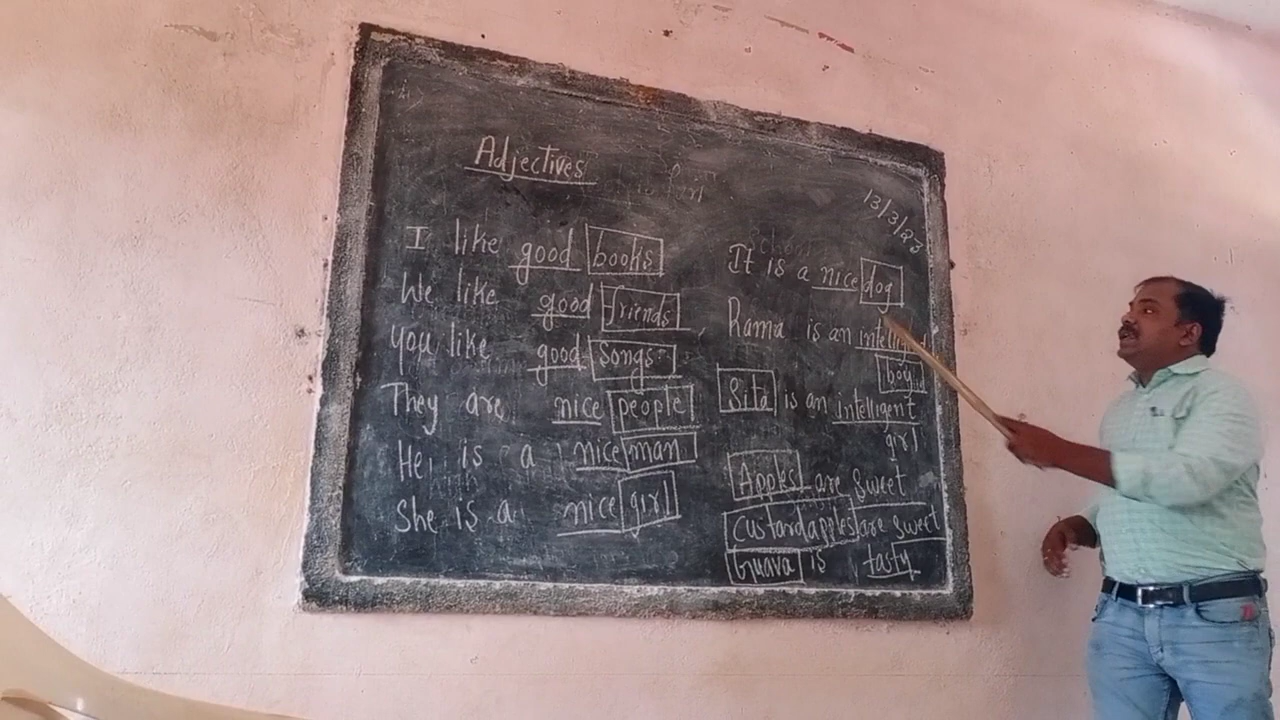 Adjectives
13/3/23
I like good books
We like good friends
you like good songs
They are nice people
He is a nice man
She is a nice girl
It is a nice dog
Rama is an intelligent
boy
Sita is an intelligent
girl
Apples are sweet
Custard apples are sweet
Guava is tasty